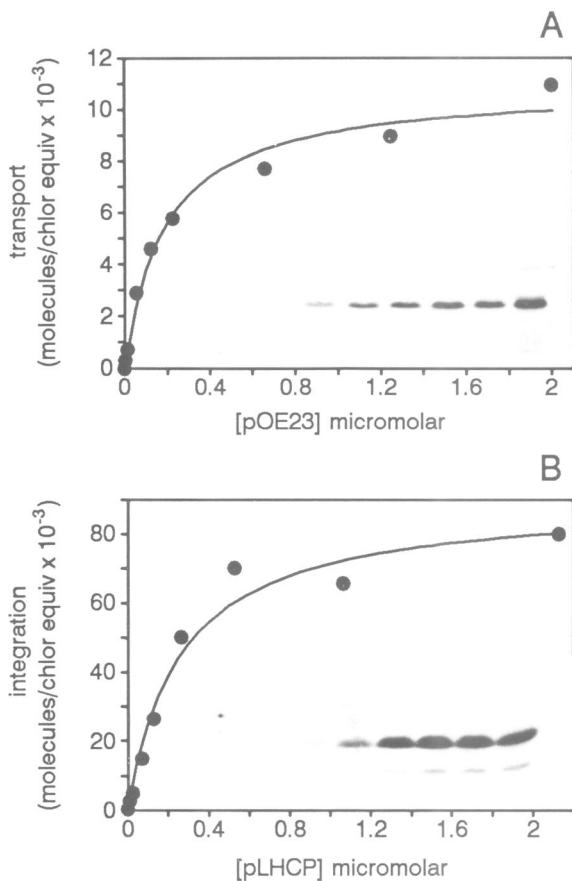 A
12
10
8
6
4
2
0
transport
(molecules/chlor equiv x 10⁻³)
0 0.4 0.8 1.2 1.6 2
[pOE23] micromolar
B
80
60
40
20
0
integration
(molecules/chlor equiv x 10⁻³)
0 0.4 0.8 1.2 1.6 2
[pLHCP] micromolar